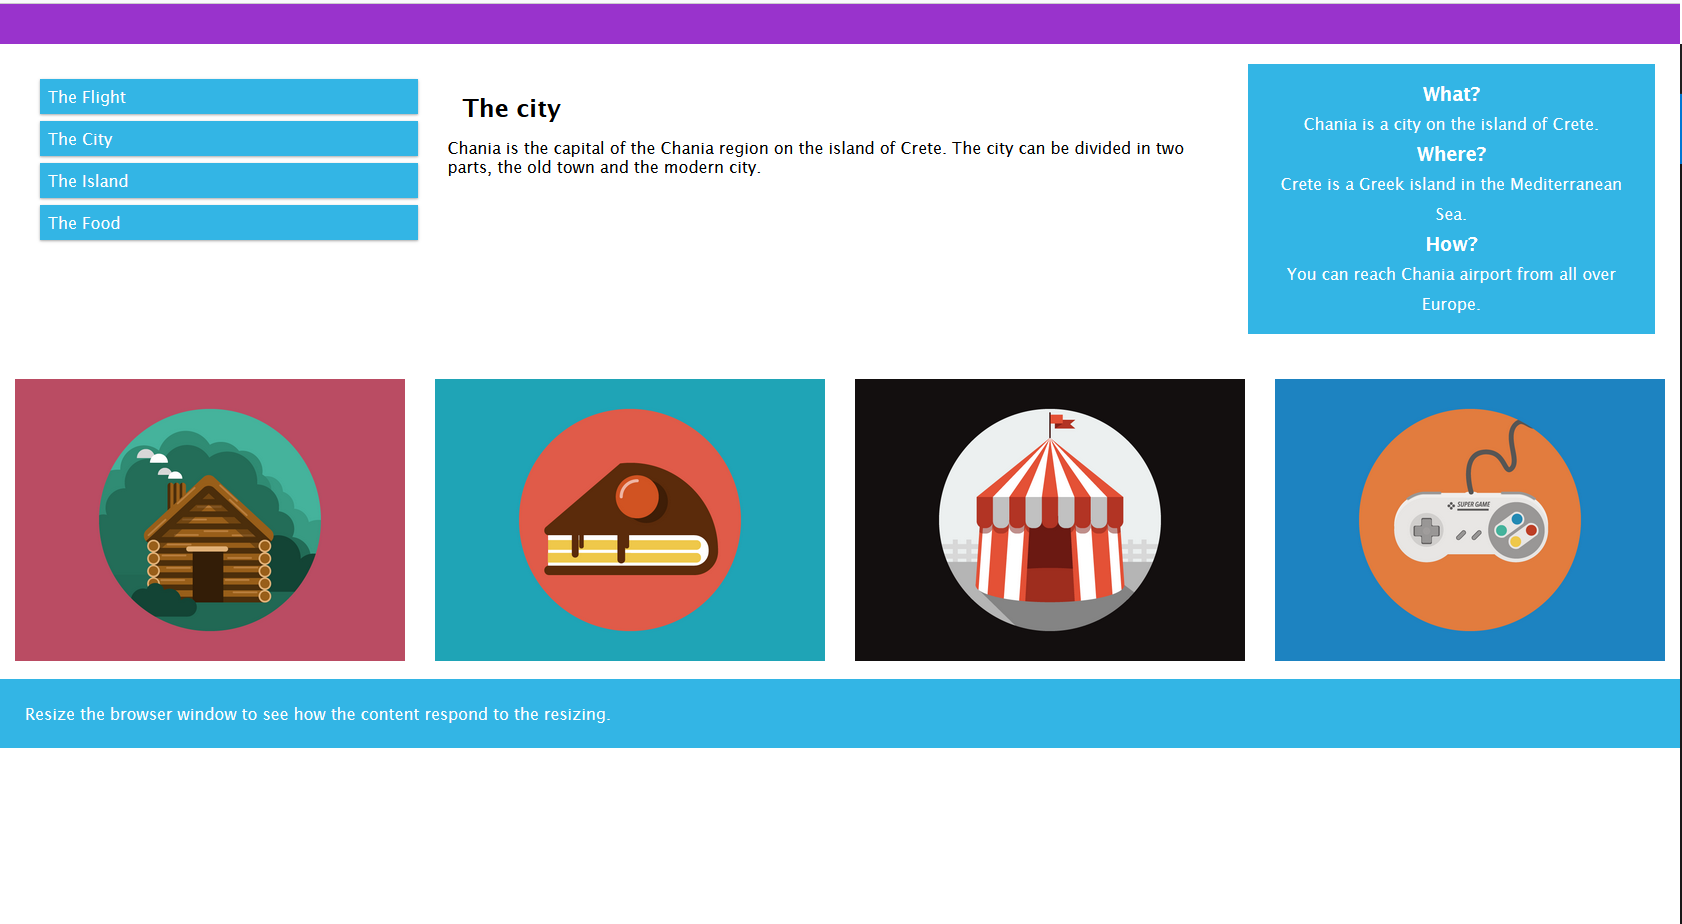 The Flight
The City
The Island
The Food
The city
Chania is the capital of the Chania region on the island of Crete. The city can be divided in two
parts, the old town and the modern city.
What?
Chania is a city on the island of Crete.
Where?
Crete is a Greek island in the Mediterranean
Sea.
How?
You can reach Chania airport from all over
Europe.
SUPER GAME
Resize the browser window to see how the content respond to the resizing.